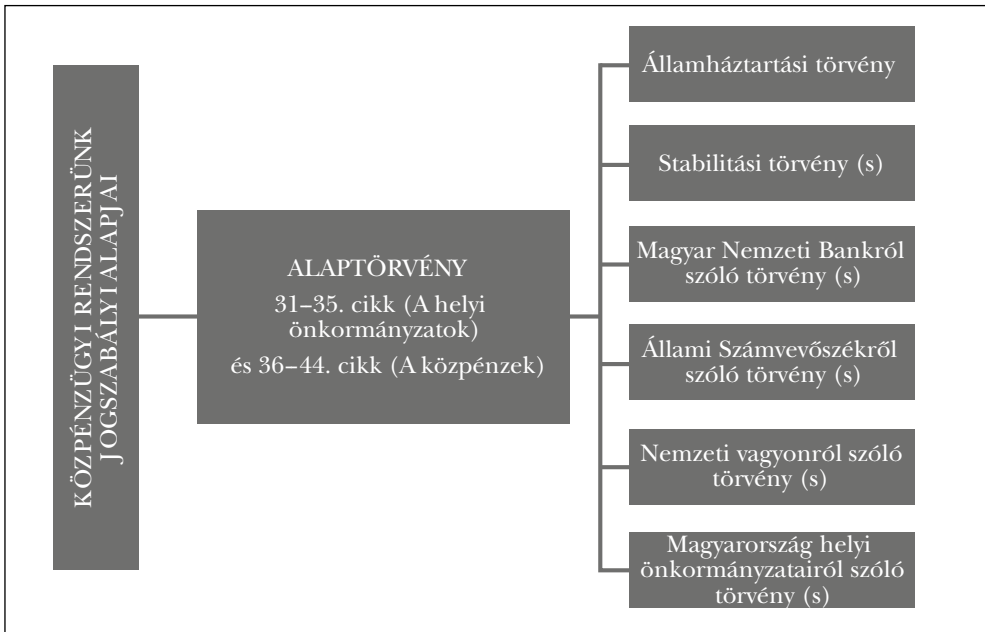 KÖZPÉNZÜGYI RENDSZERÜNK
JOGSZABÁLYI ALAPJAI
ALAPTÖRVÉNY
31–35. cikk (A helyi
önkormányzatok)
és 36–44. cikk (A közpénzek)
Államháztartási törvény
Stabilitási törvény (s)
Magyar Nemzeti Bankról
szóló törvény (s)
Állami Számvevőszékről
szóló törvény (s)
Nemzeti vagyonról szóló
törvény (s)
Magyarország helyi
önkormányzatairól szóló
törvény (s)